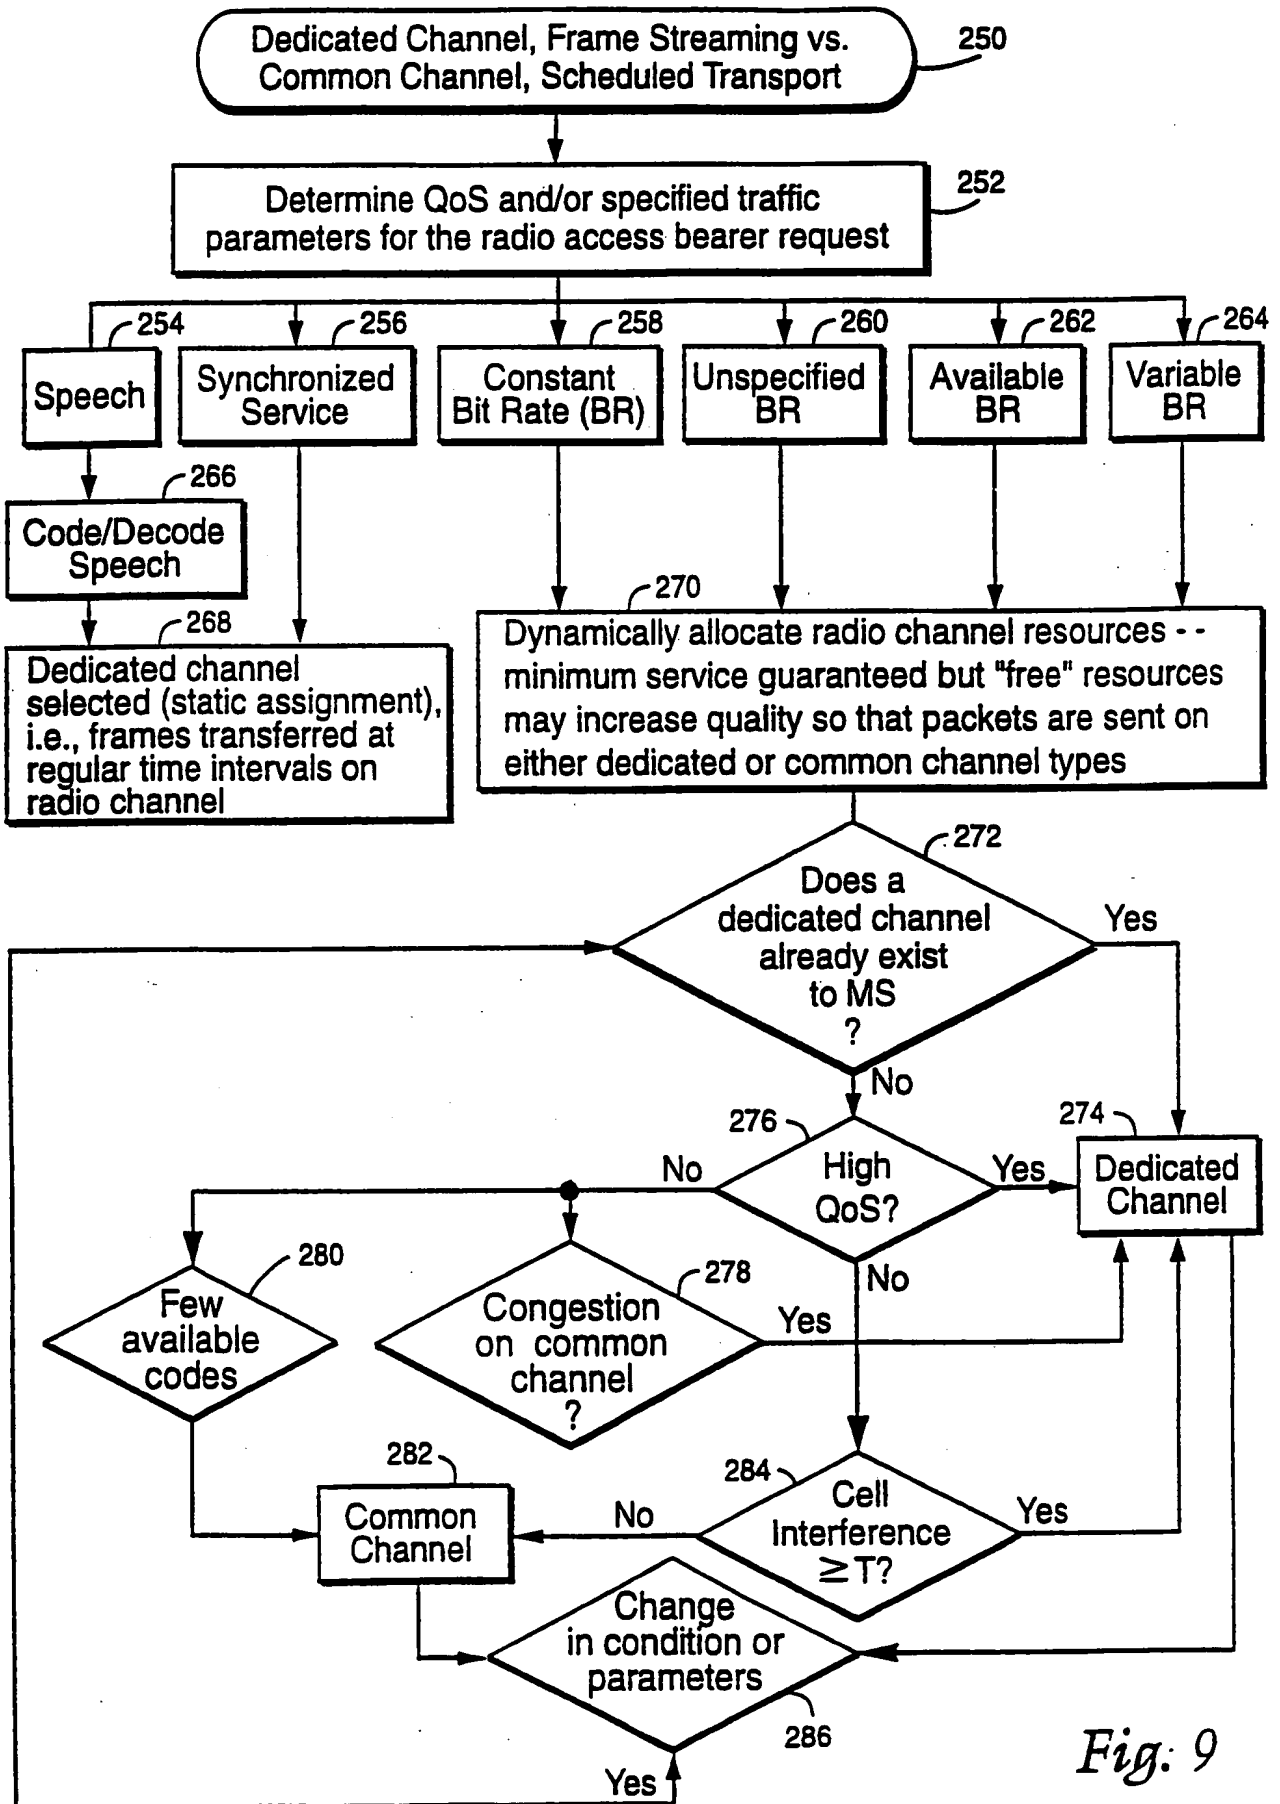 Dedicated Channel, Frame Streaming vs.
Common Channel, Scheduled Transport
250
Determine QoS and/or specified traffic
parameters for the radio access bearer request
252
254
256
258
260
262
264
Speech
Synchronized
Service
Constant
Bit Rate (BR)
Unspecified
BR
Available
BR
Variable
BR
266
Code/Decode
Speech
268
Dedicated channel
selected (static assignment),
i.e., frames transferred at
regular time intervals on
radio channel
270
Dynamically allocate radio channel resources - -
minimum service guaranteed but "free" resources
may increase quality so that packets are sent on
either dedicated or common channel types
272
Does a
dedicated channel
already exist
to MS
?
Yes
No
276
High
QoS?
No
Yes
No
274
Dedicated
Channel
280
Few
available
codes
278
Congestion
on common
channel
?
Yes
282
Common
Channel
284
Cell
Interference
≥T?
No
Yes
Change
in condition or
parameters
286
Yes
Fig. 9